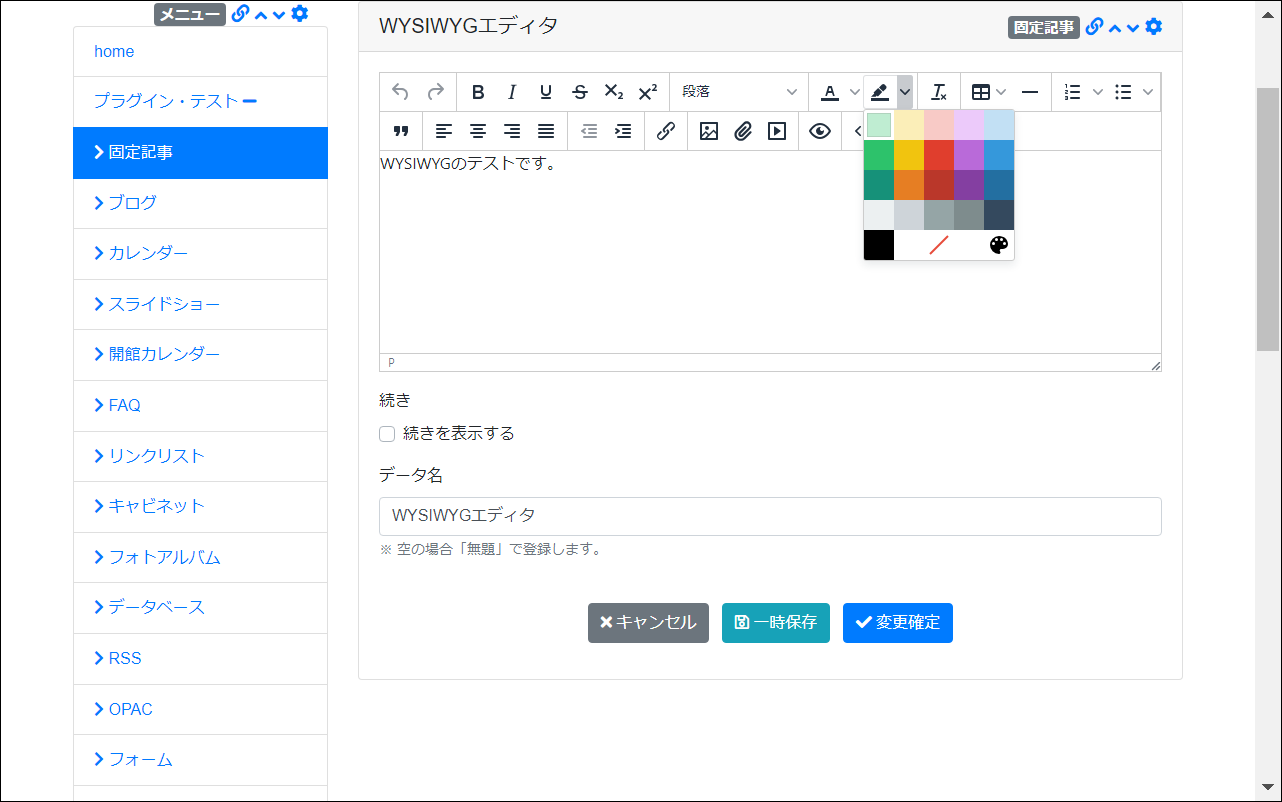 メニュー
home
プラグイン・テスト
固定記事
ブログ
カレンダー
スライドショー
開館カレンダー
FAQ
リンクリスト
キャビネット
フォトアルバム
データベース
RSS
OPAC
フォーム
WYSIWYGエディタ
固定記事
B I U S X₂ X² 段落 A
WYSIWYGのテストです。
P
続き
続きを表示する
データ名
WYSIWYGエディタ
※ 空の場合「無題」で登録します。
キャンセル 一時保存 変更確定